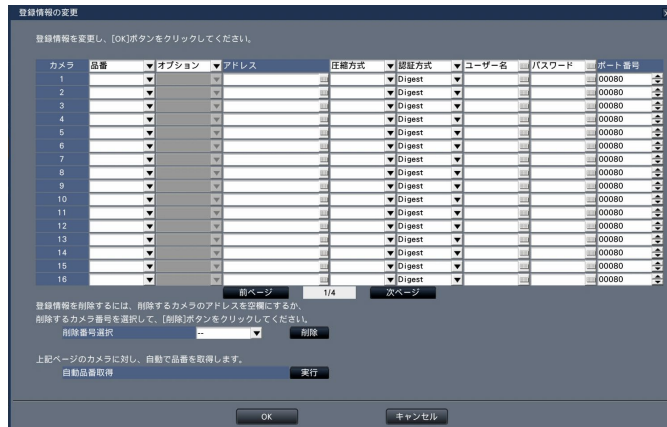 登録情報の変更
登録情報を変更し、[OK]ボタンをクリックしてください。
カメラ 品番 オプション アドレス 圧縮方式 認証方式 ユーザー名 パスワード ポート番号
1 Digest 00080
2 Digest 00080
3 Digest 00080
4 Digest 00080
5 Digest 00080
6 Digest 00080
7 Digest 00080
8 Digest 00080
9 Digest 00080
10 Digest 00080
11 Digest 00080
12 Digest 00080
13 Digest 00080
14 Digest 00080
15 Digest 00080
16 Digest 00080
前ページ 1/4 次ページ
登録情報を削除するには、削除するカメラのアドレスを空欄にするか、
削除するカメラ番号を選択して、[削除]ボタンをクリックしてください。
削除番号選択 -- 削除
上記ページのカメラに対し、自動で品番を取得します。
自動品番取得 実行
OK キャンセル